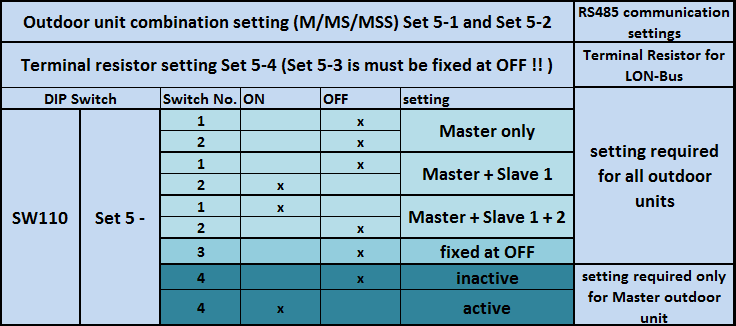 Outdoor unit combination setting (M/MS/MSS) Set 5-1 and Set 5-2
RS485 communication
settings
Terminal resistor setting Set 5-4 (Set 5-3 is must be fixed at OFF !! )
Terminal Resistor for
LON-Bus
DIP Switch Switch No. ON OFF setting
1 x
Master only
2 x
1 x
Master + Slave 1
2 x
1 x
Master + Slave 1 + 2
2 x
3 x fixed at OFF
4 x inactive
4 x active
SW110 Set 5 -
setting required
for all outdoor
units
setting required only
for Master outdoor
unit